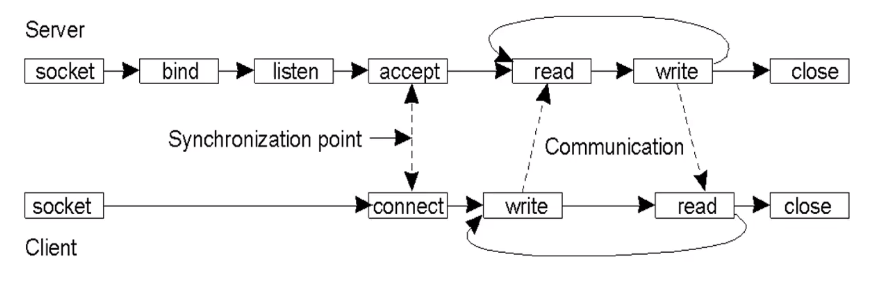 Server
socket bind listen accept read write close
Synchronization point
Communication
socket connect write read close
Client